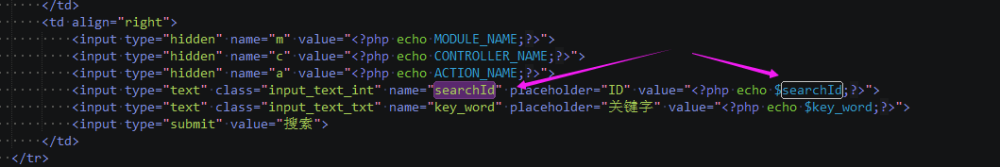 </td>
<td align="right">
<input type="hidden" name="m" value="<?php echo MODULE_NAME;?>">
<input type="hidden" name="c" value="<?php echo CONTROLLER_NAME;?>">
<input type="hidden" name="a" value="<?php echo ACTION_NAME;?>">
<input type="text" class="input_text_int" name="searchId" placeholder="ID" value="<?php echo $searchId;?>">
<input type="text" class="input_text_txt" name="key_word" placeholder="关键字" value="<?php echo $key_word;?>">
<input type="submit" value="搜索">
</td>
</tr>